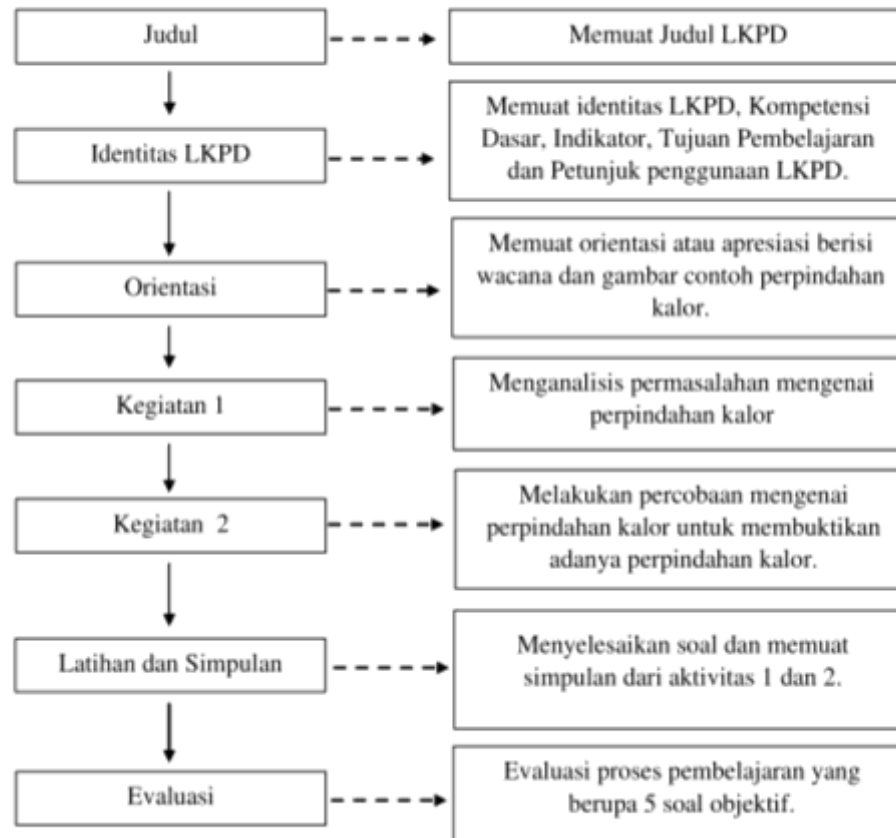 Judul
Memuat Judul LKPD
Identitas LKPD
Memuat identitas LKPD, Kompetensi
Dasar, Indikator, Tujuan Pembelajaran
dan Petunjuk penggunaan LKPD.
Orientasi
Memuat orientasi atau apresiasi berisi
wacana dan gambar contoh perpindahan
kalor.
Kegiatan 1
Menganalisis permasalahan mengenai
perpindahan kalor
Kegiatan 2
Melakukan percobaan mengenai
perpindahan kalor untuk membuktikan
adanya perpindahan kalor.
Latihan dan Simpulan
Menyelesaikan soal dan memuat
simpulan dari aktivitas 1 dan 2.
Evaluasi
Evaluasi proses pembelajaran yang
berupa 5 soal objektif.